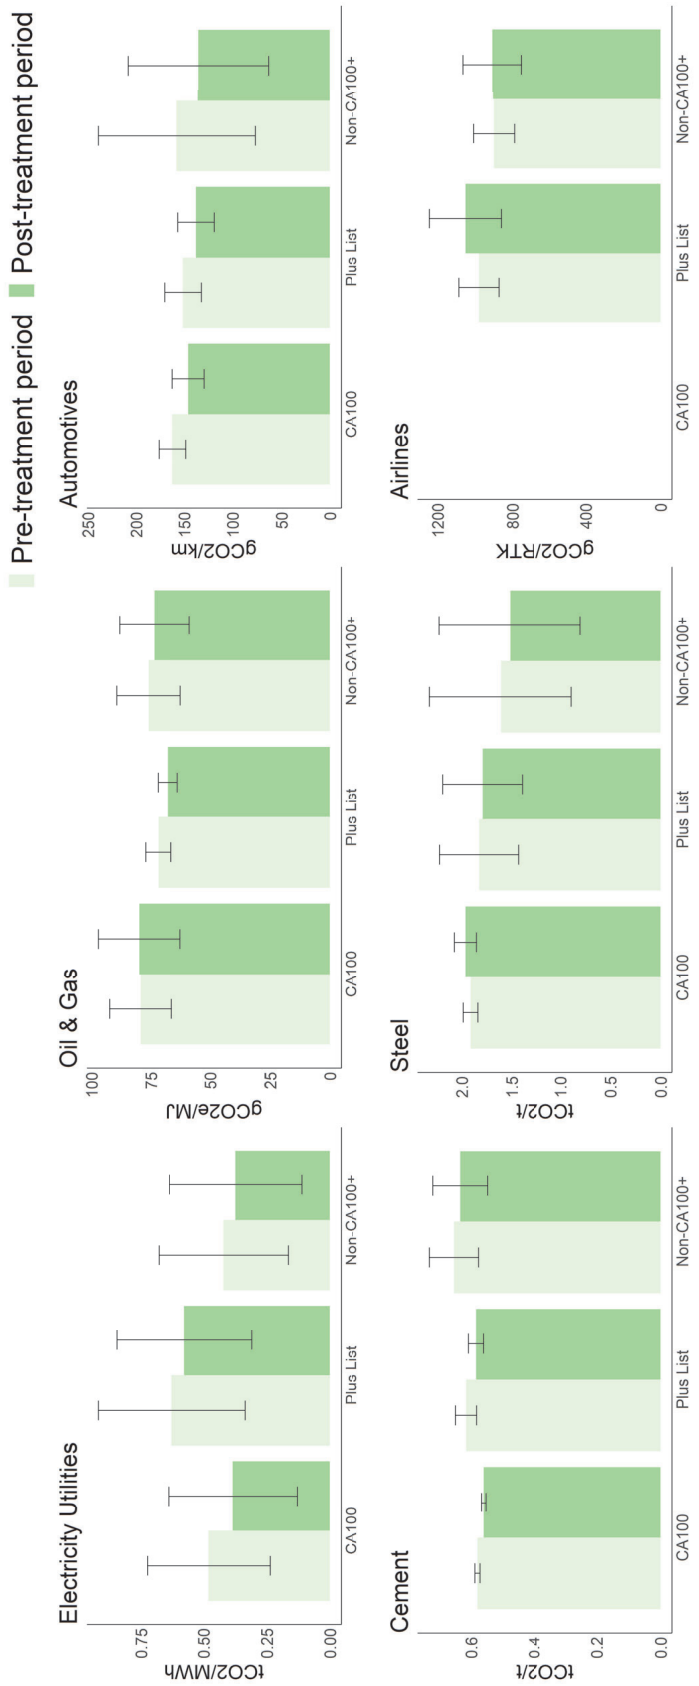 Pre-treatment period Post-treatment period
Electricity Utilities
tCO2/MWh
0.75
0.50
0.25
0.00
CA100 Plus List Non-CA100+
Oil & Gas
gCO2e/MJ
100
75
50
25
0
CA100 Plus List Non-CA100+
Automotives
gCO2/km
250
200
150
100
50
0
CA100 Plus List Non-CA100+
Cement
tCO2/t
0.6
0.4
0.2
0.0
CA100 Plus List Non-CA100+
Steel
tCO2/t
2.0
1.5
1.0
0.5
0.0
CA100 Plus List Non-CA100+
Airlines
gCO2/RTK
1200
800
400
0
CA100 Plus List Non-CA100+